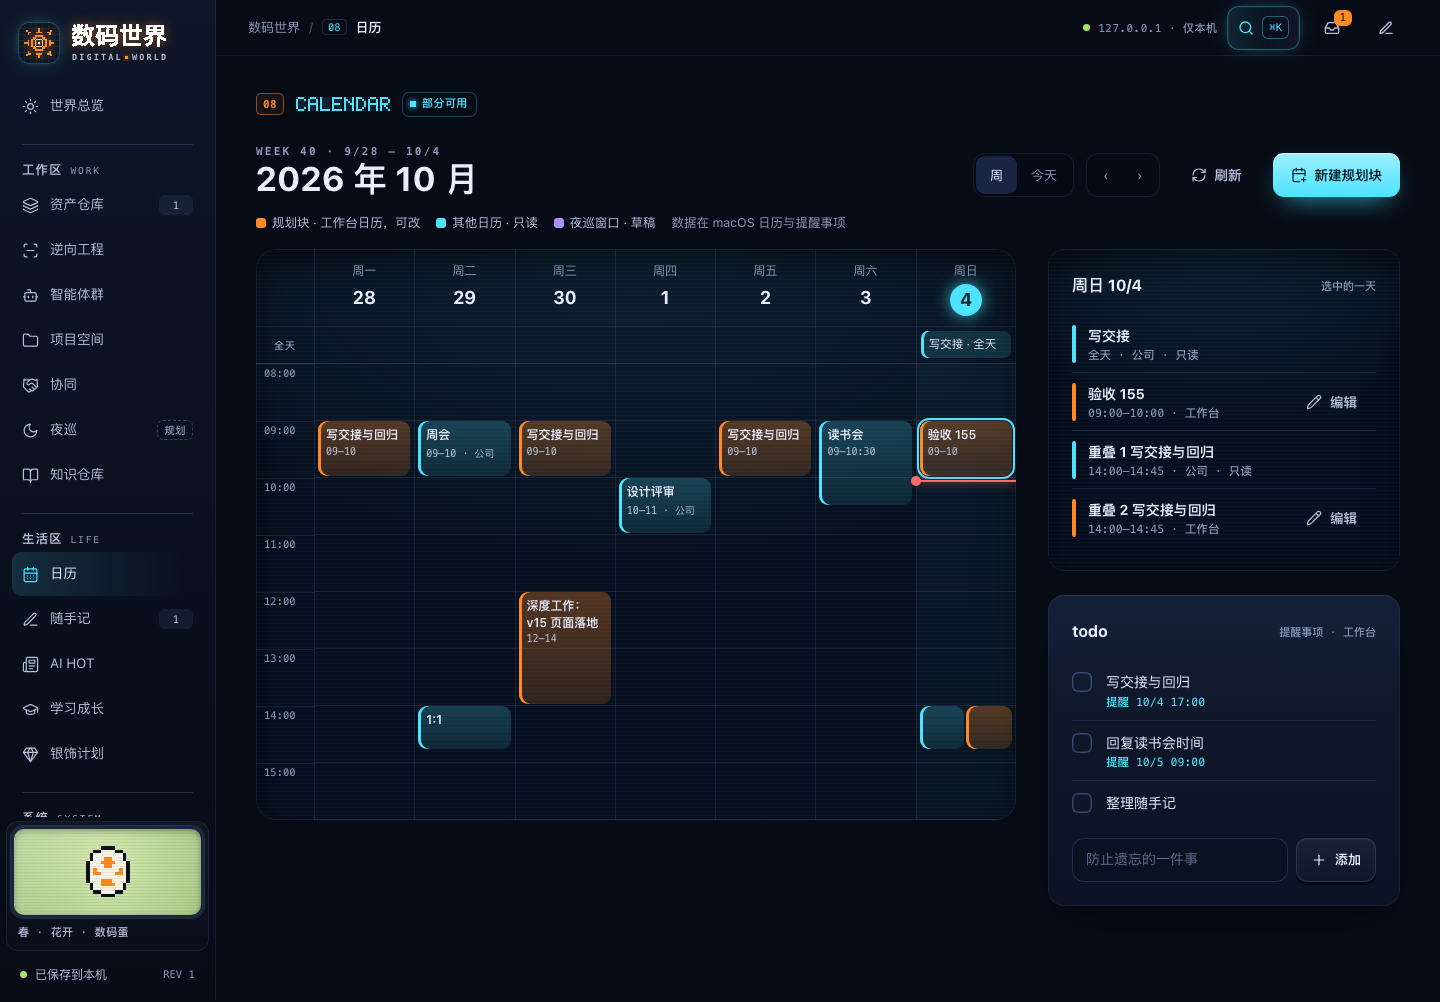 数码世界
DIGITAL WORLD
世界总览
工作区 WORK
资产仓库 1
逆向工程
智能体群
项目空间
协同
夜巡 规划
知识仓库
生活区 LIFE
日历
随手记 1
AI HOT
学习成长
银饰计划
春 · 花开 · 数码蛋
已保存到本机 REV 1
数码世界 / 08 日历
127.0.0.1 · 仅本机 ⌘K 1
08 CALENDAR 部分可用
WEEK 40 · 9/28 — 10/4
2026 年 10 月
周 今天 ‹ › 刷新 新建规划块
规划块 · 工作台日历，可改 其他日历 · 只读 夜巡窗口 · 草稿 数据在 macOS 日历与提醒事项
周一 周二 周三 周四 周五 周六 周日
28 29 30 1 2 3 4
全天 写交接 · 全天
08:00
09:00
写交接与回归
09–10
周会
09–10 · 公司
写交接与回归
09–10
写交接与回归
09–10
读书会
09–10:30
验收 155
09–10
10:00
设计评审
10–11 · 公司
11:00
12:00
深度工作：
v15 页面落地
12–14
13:00
14:00
1:1
15:00
周日 10/4 选中的一天
写交接
全天 · 公司 · 只读
验收 155
09:00–10:00 · 工作台
编辑
重叠 1 写交接与回归
14:00–14:45 · 公司 · 只读
重叠 2 写交接与回归
14:00–14:45 · 工作台
编辑
todo 提醒事项 · 工作台
写交接与回归
提醒 10/4 17:00
回复读书会时间
提醒 10/5 09:00
整理随手记
防止遗忘的一件事 添加